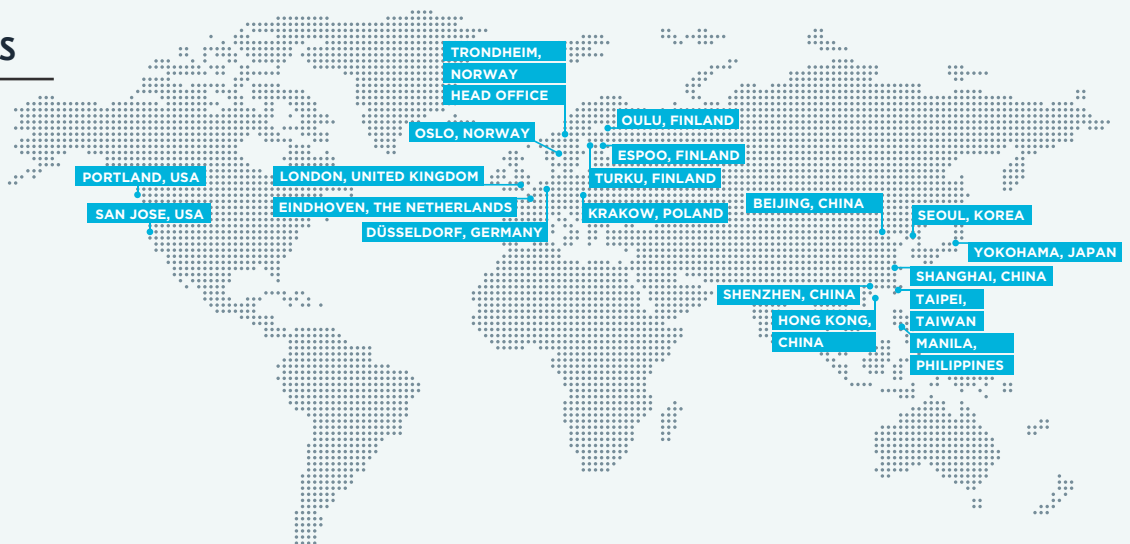 S
TRONDHEIM,
NORWAY
HEAD OFFICE
OSLO, NORWAY
OULU, FINLAND
ESPOO, FINLAND
TURKU, FINLAND
PORTLAND, USA
LONDON, UNITED KINGDOM
SAN JOSE, USA
EINDHOVEN, THE NETHERLANDS
KRAKOW, POLAND
DÜSSELDORF, GERMANY
BEIJING, CHINA
SEOUL, KOREA
YOKOHAMA, JAPAN
SHANGHAI, CHINA
SHENZHEN, CHINA
TAIPEI,
TAIWAN
HONG KONG,
CHINA
MANILA,
PHILIPPINES